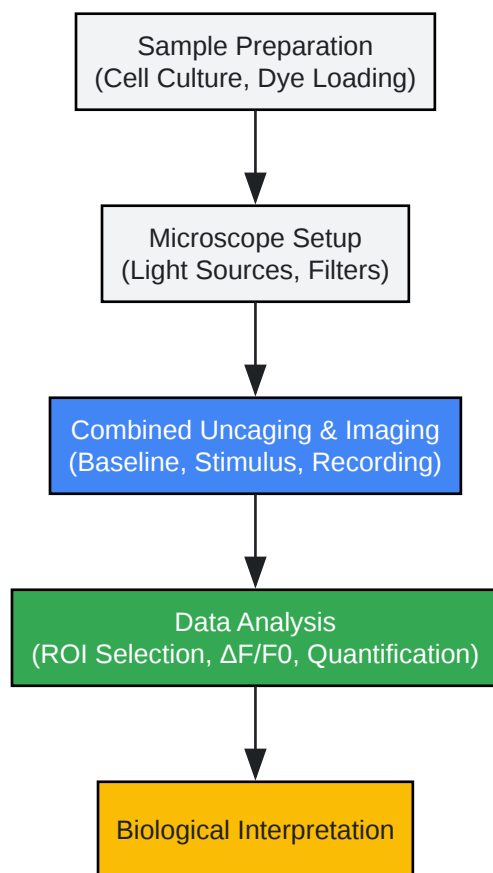 Sample Preparation
(Cell Culture, Dye Loading)
Microscope Setup
(Light Sources, Filters)
Combined Uncaging & Imaging
(Baseline, Stimulus, Recording)
Data Analysis
(ROI Selection, ΔF/F0, Quantification)
Biological Interpretation